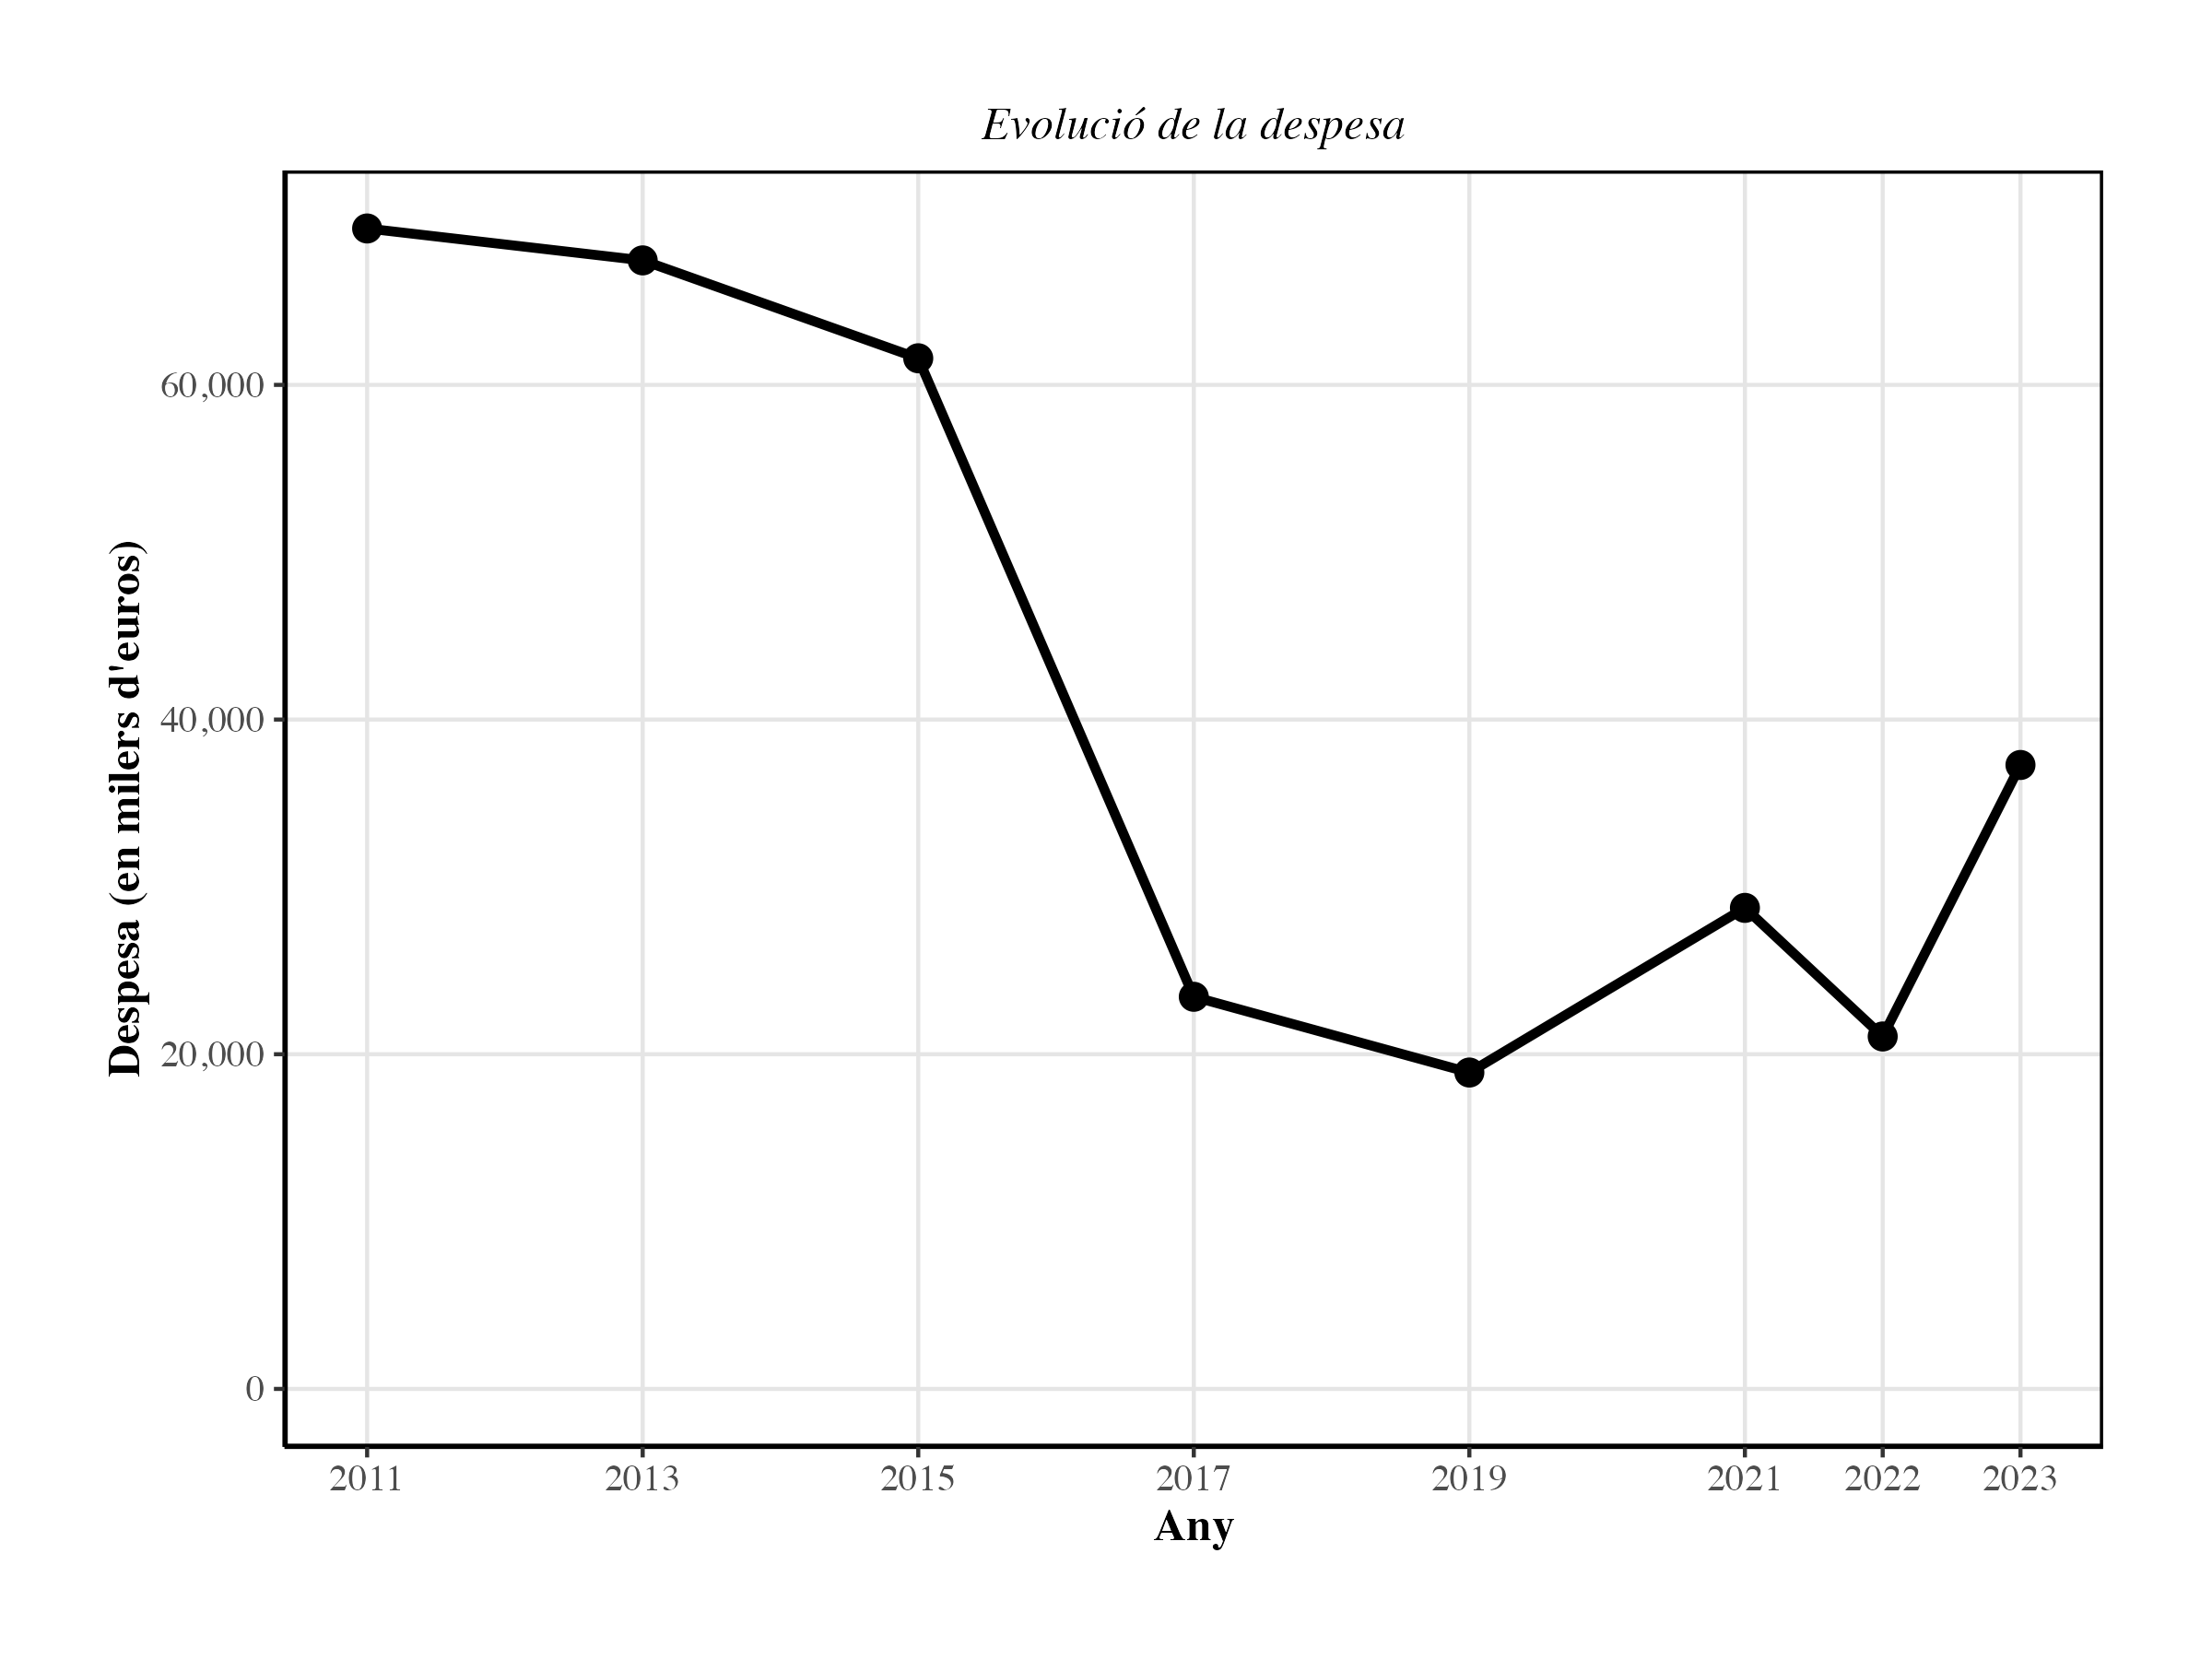 Evolució de la despesa
Despesa (en milers d'euros)
60,000
40,000
20,000
0
2011 2013 2015 2017 2019 2021 2022 2023
Any